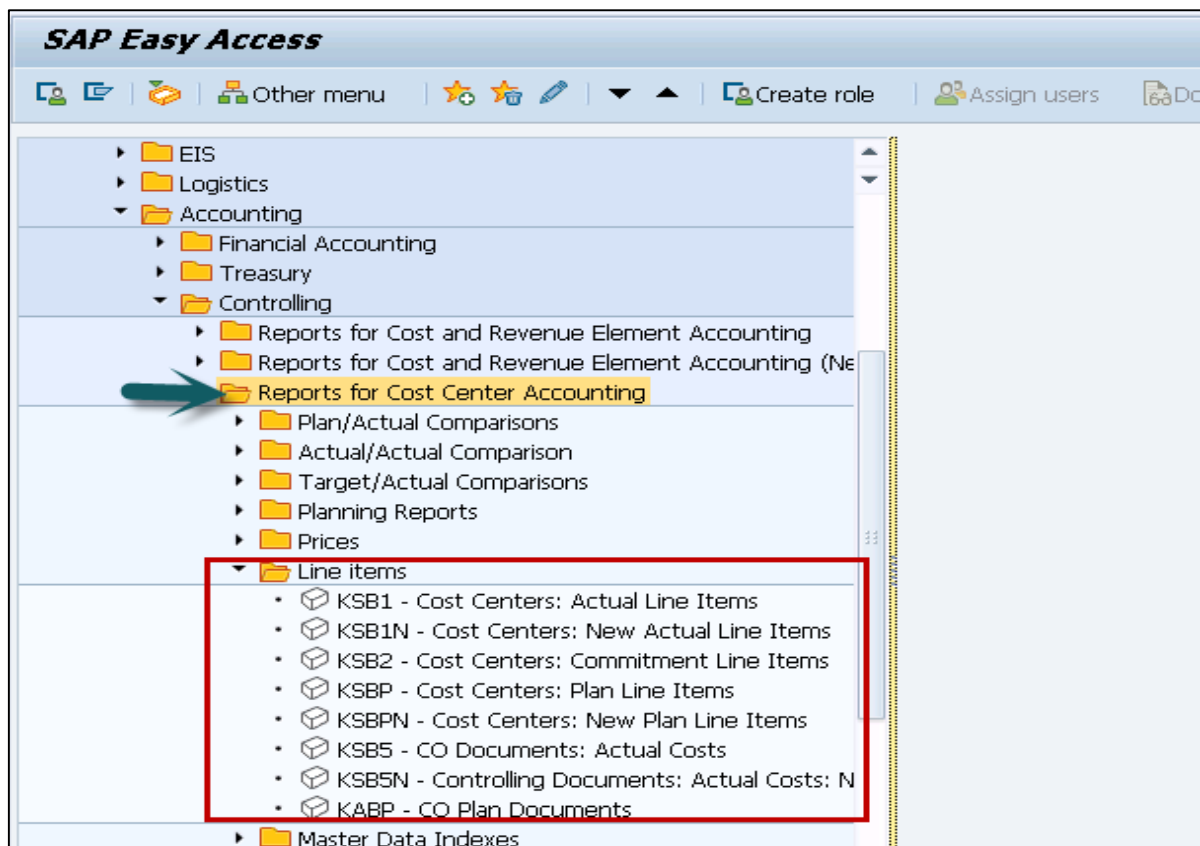 SAP Easy Access
Other menu Create role Assign users Do
EIS
Logistics
Accounting
Financial Accounting
Treasury
Controlling
Reports for Cost and Revenue Element Accounting
Reports for Cost and Revenue Element Accounting (Ne
Reports for Cost Center Accounting
Plan/Actual Comparisons
Actual/Actual Comparison
Target/Actual Comparisons
Planning Reports
Prices
Line items
KSB1 - Cost Centers: Actual Line Items
KSB1N - Cost Centers: New Actual Line Items
KSB2 - Cost Centers: Commitment Line Items
KSBP - Cost Centers: Plan Line Items
KSBPN - Cost Centers: New Plan Line Items
KSB5 - CO Documents: Actual Costs
KSB5N - Controlling Documents: Actual Costs: N
KABP - CO Plan Documents
Master Data Indexes